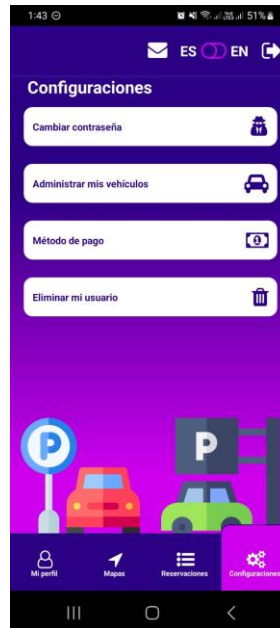 1:43
51%
ES EN
Configuraciones
Cambiar contraseña
Administrar mis vehículos
Método de pago
Eliminar mi usuario
P
P
Mi perfil Mapas Reservaciones Configuraciones